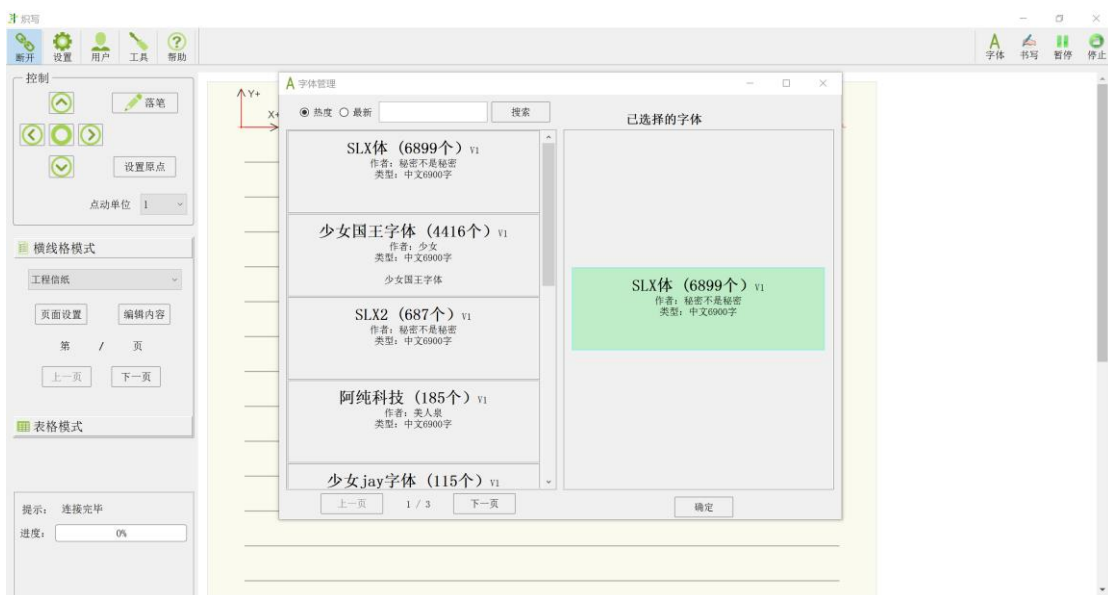 织写
断开 设置 用户 工具 帮助
字体 书写 暂停 停止
控制
落笔
设置原点
点动单位 1
横线格模式
工程信纸
页面设置 编辑内容
第 / 页
上一页 下一页
表格模式
提示： 连接完毕
进度： 0%
Y+
X+
A 字体管理
热度 最新 搜索
SLX体（6899个）V1
作者：秘密不是秘密
类型：中文6900字
少女国王字体（4416个）V1
作者：少女
类型：中文6900字
少女国王字体
SLX2（687个）V1
作者：秘密不是秘密
类型：中文6900字
阿纯科技（185个）V1
作者：美人泉
类型：中文6900字
少女jay字体（115个）V1
上一页 1 / 3 下一页
已选择的字体
SLX体（6899个）V1
作者：秘密不是秘密
类型：中文6900字
确定